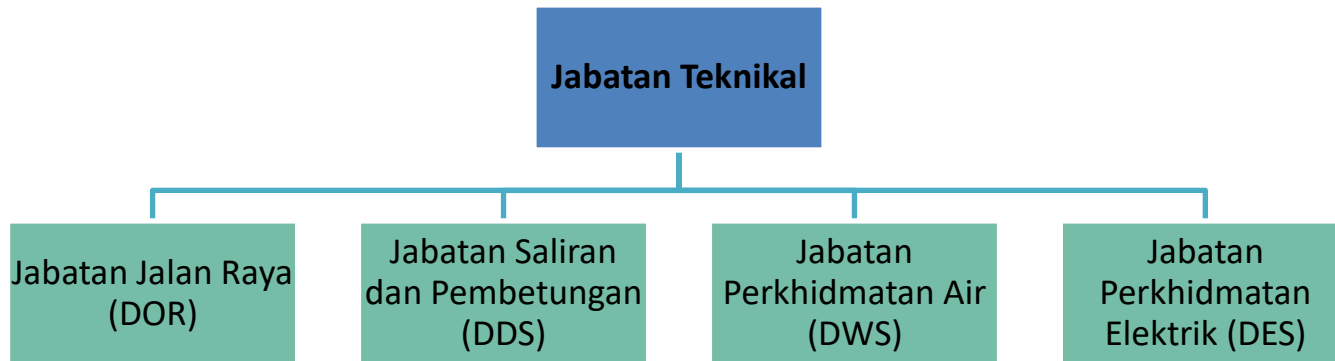 Jabatan Teknikal
Jabatan Jalan Raya
(DOR)
Jabatan Saliran
dan Pembetungan
(DDS)
Jabatan
Perkhidmatan Air
(DWS)
Jabatan
Perkhidmatan
Elektrik (DES)